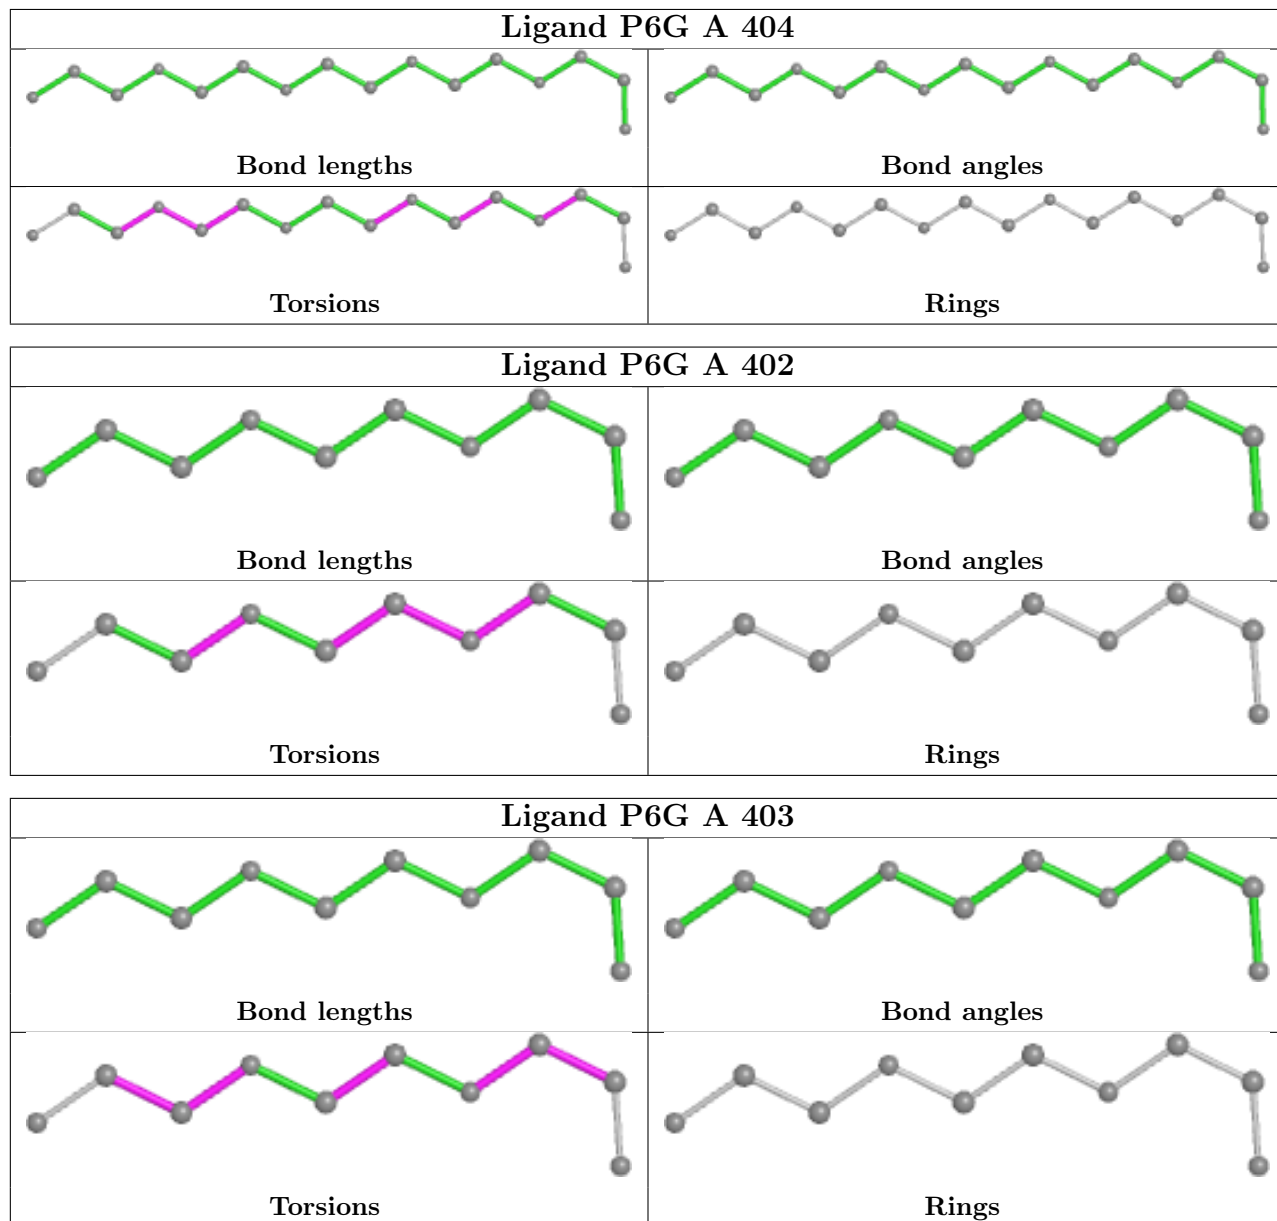 Ligand P6G A 404
Bond lengths
Bond angles
Torsions
Rings
Ligand P6G A 402
Bond lengths
Bond angles
Torsions
Rings
Ligand P6G A 403
Bond lengths
Bond angles
Torsions
Rings